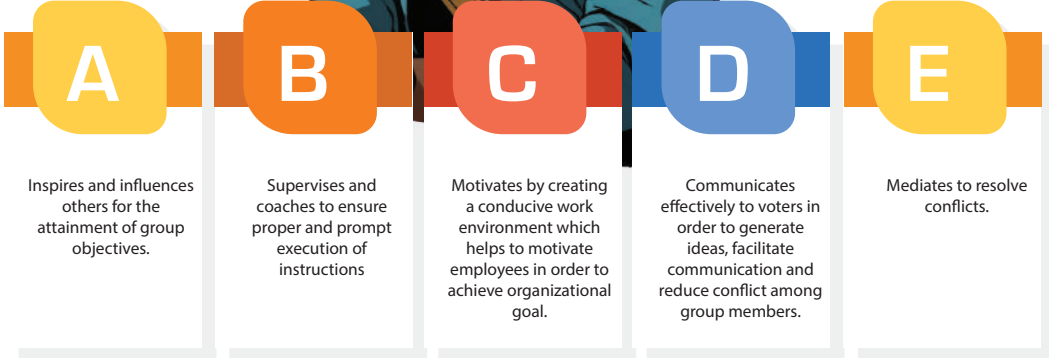 A
Inspires and influences
others for the
attainment of group
objectives.
B
Supervises and
coaches to ensure
proper and prompt
execution of
instructions
C
Motivates by creating
a conducive work
environment which
helps to motivate
employees in order to
achieve organizational
goal.
D
Communicates
effectively to voters in
order to generate
ideas, facilitate
communication and
reduce conflict among
group members.
E
Mediates to resolve
conflicts.